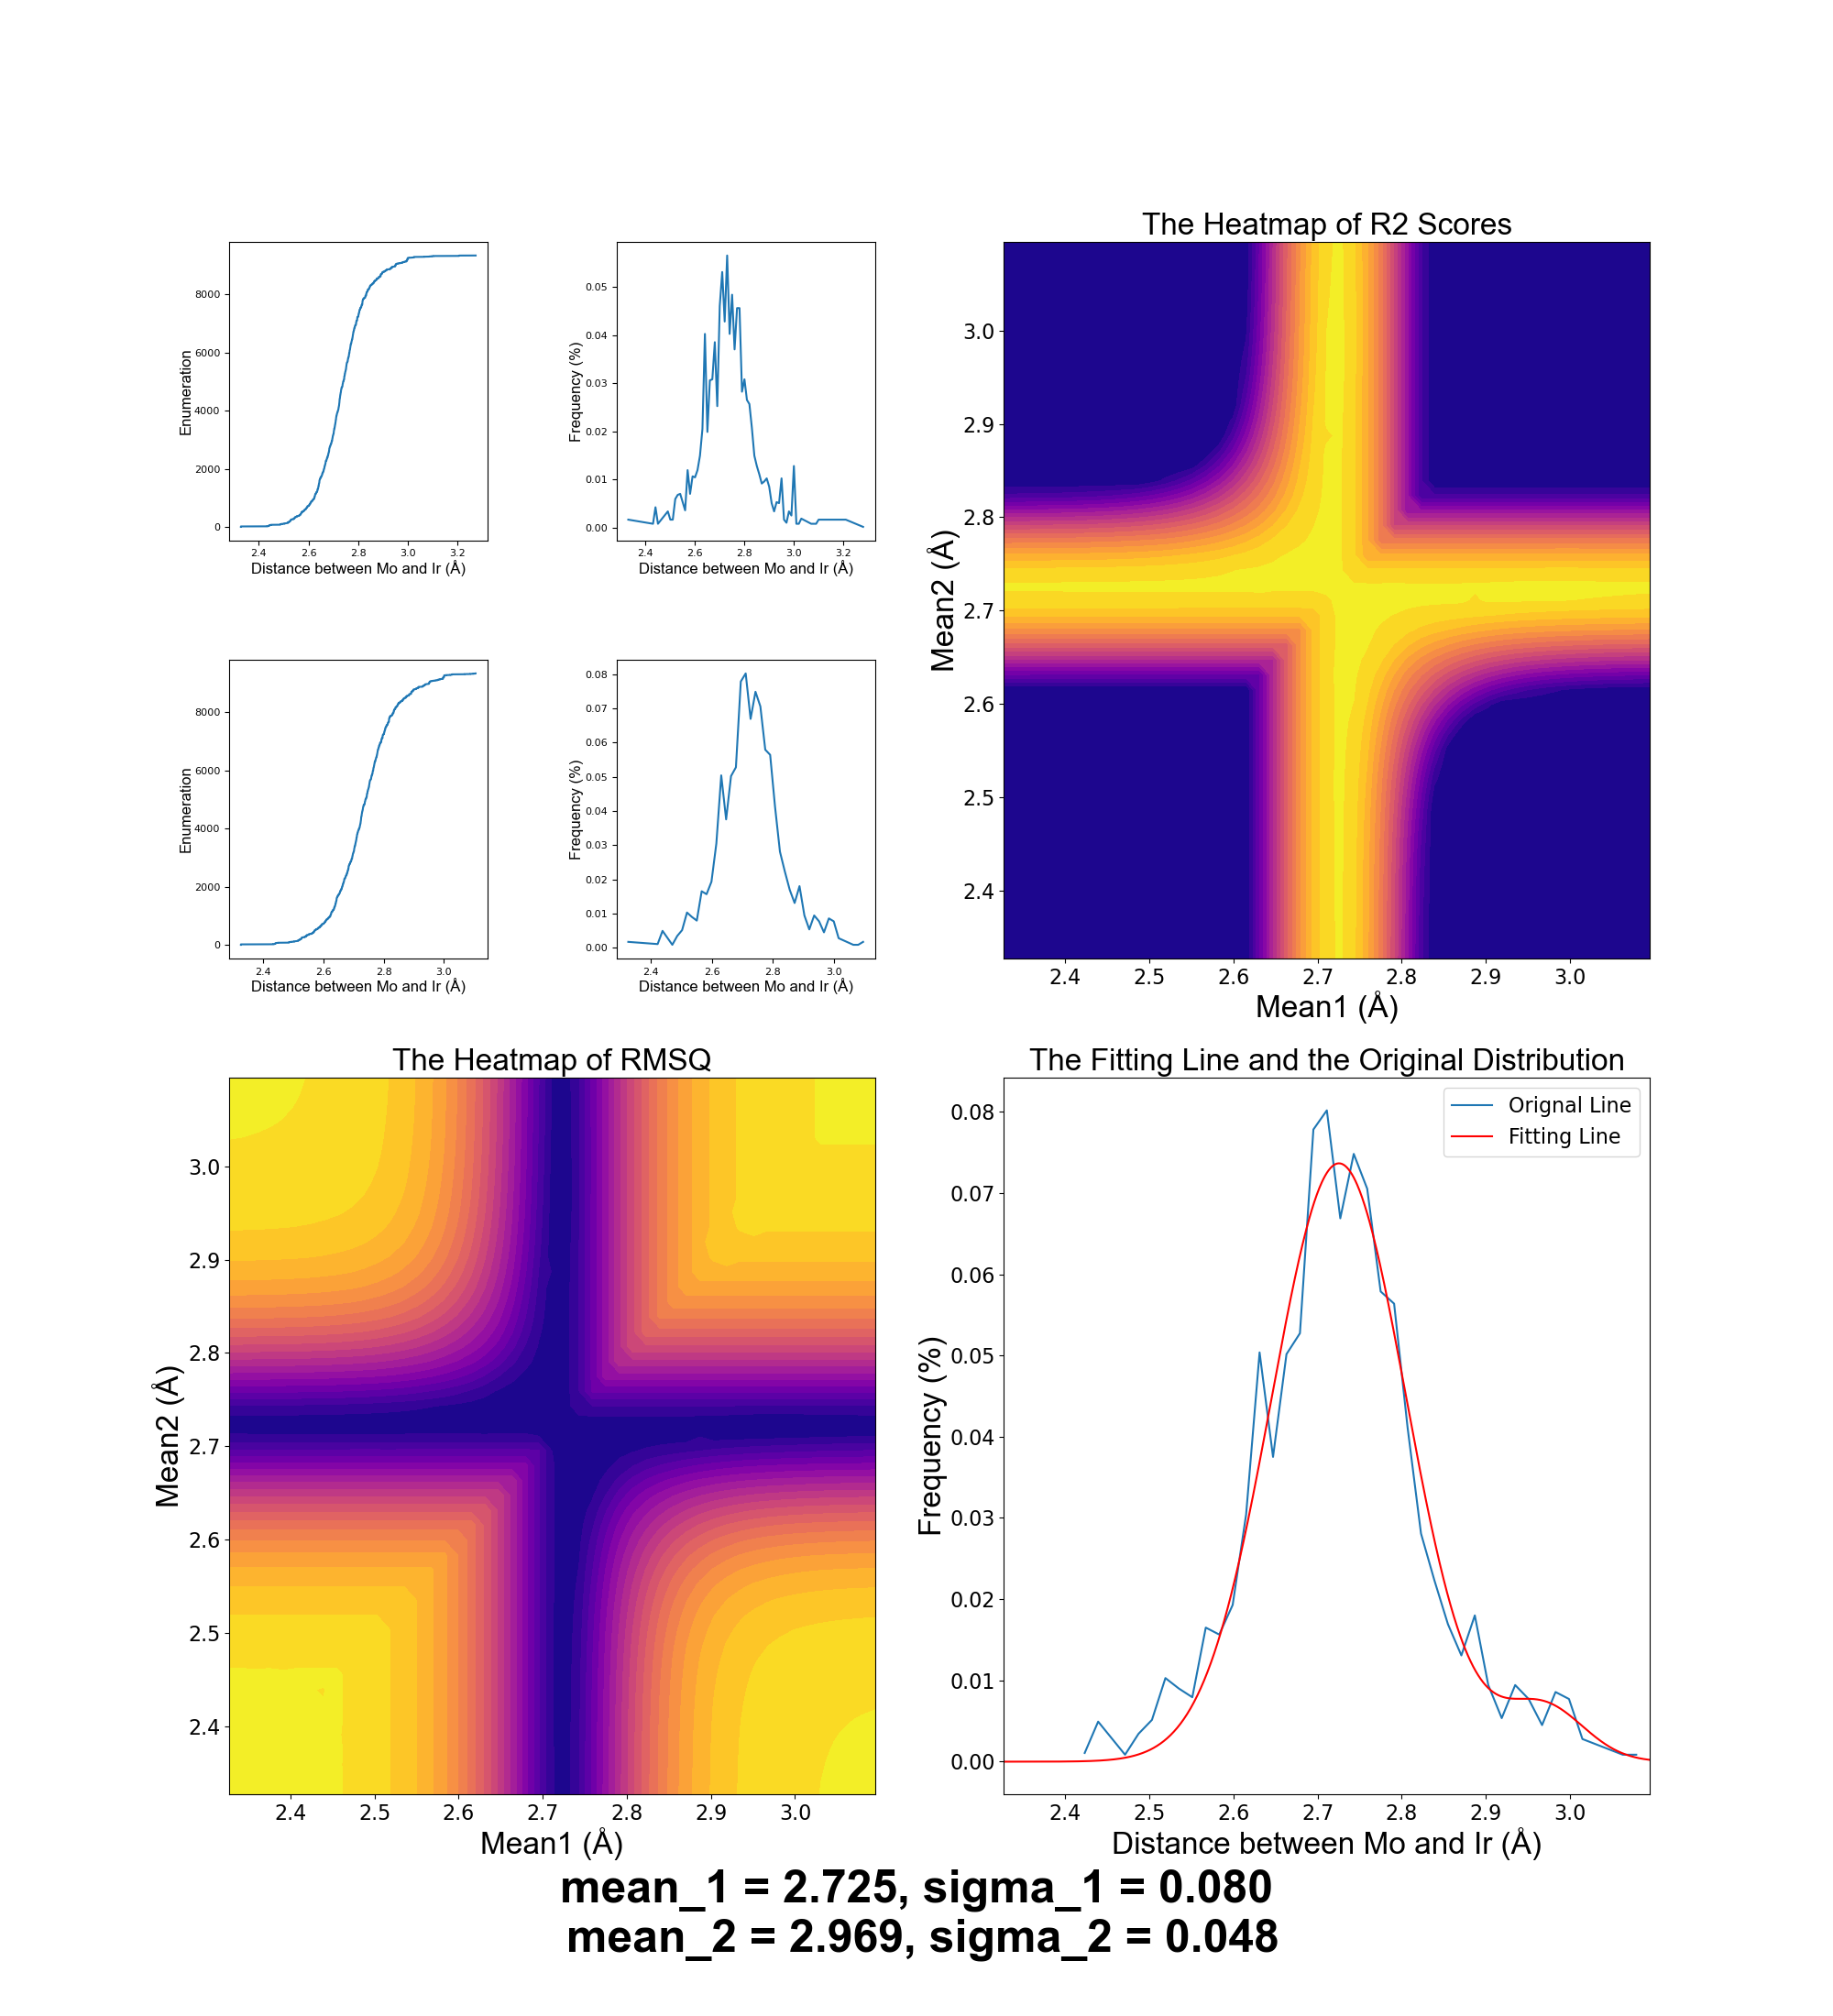 The Heatmap of R2 Scores
8000
6000
4000
2000
0
Enumeration
2.4 2.6 2.8 3.0 3.2
Distance between Mo and Ir (Å)
0.05
0.04
0.03
0.02
0.01
0.00
Frequency (%)
2.4 2.6 2.8 3.0 3.2
Distance between Mo and Ir (Å)
3.0
2.9
2.8
2.7
2.6
2.5
2.4
Mean2 (Å)
2.4 2.5 2.6 2.7 2.8 2.9 3.0
Mean1 (Å)
8000
6000
4000
2000
0
Enumeration
2.4 2.6 2.8 3.0
Distance between Mo and Ir (Å)
0.08
0.07
0.06
0.05
0.04
0.03
0.02
0.01
0.00
Frequency (%)
2.4 2.6 2.8 3.0
Distance between Mo and Ir (Å)
The Heatmap of RMSQ
3.0
2.9
2.8
2.7
2.6
2.5
2.4
Mean2 (Å)
2.4 2.5 2.6 2.7 2.8 2.9 3.0
Mean1 (Å)
The Fitting Line and the Original Distribution
Orignal Line
Fitting Line
0.08
0.07
0.06
0.05
0.04
0.03
0.02
0.01
0.00
Frequency (%)
2.4 2.5 2.6 2.7 2.8 2.9 3.0
Distance between Mo and Ir (Å)
mean_1 = 2.725, sigma_1 = 0.080
mean_2 = 2.969, sigma_2 = 0.048